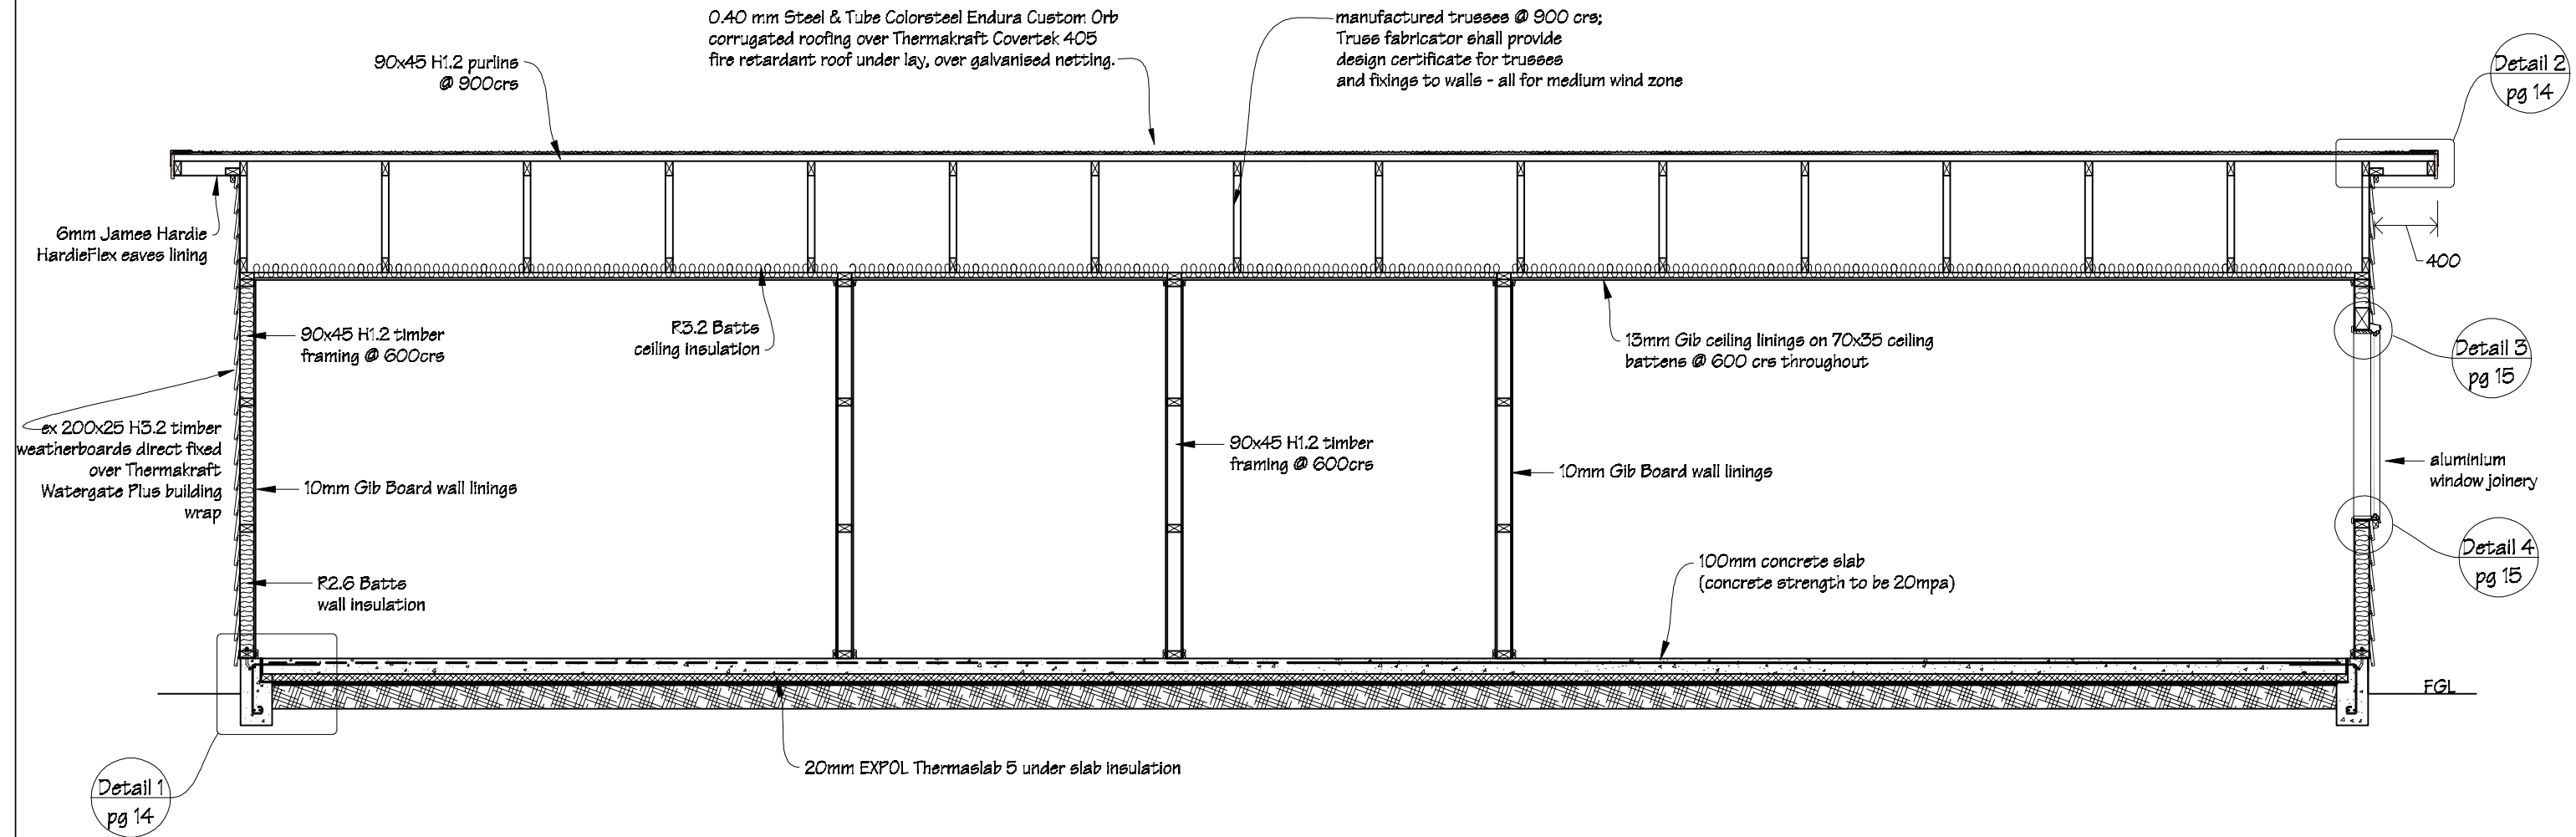 0.40 mm Steel & Tube Colorsteel Endura Custom Orb
corrugated roofing over Thermakraft Covertek 405
fire retardant roof under lay, over galvanised netting.
manufactured trusses @ 900 crs;
Truss fabricator shall provide
design certificate for trusses
and fixings to walls - all for medium wind zone
90x45 H1.2 purlins
@ 900crs
Detail 2
pg 14
6mm James Hardie
HardieFlex eaves lining
400
90x45 H1.2 timber
framing @ 600crs
R3.2 Batts
ceiling insulation
13mm Gib ceiling linings on 70x35 ceiling
battens @ 600 crs throughout
Detail 3
pg 15
ex 200x25 H3.2 timber
weatherboards direct fixed
over Thermakraft
Watergate Plus building
wrap
10mm Gib Board wall linings
90x45 H1.2 timber
framing @ 600crs
10mm Gib Board wall linings
aluminium
window joinery
R2.6 Batts
wall insulation
100mm concrete slab
(concrete strength to be 20mpa)
Detail 4
pg 15
FGL
20mm EXPOL Thermaslab 5 under slab insulation
Detail 1
pg 14